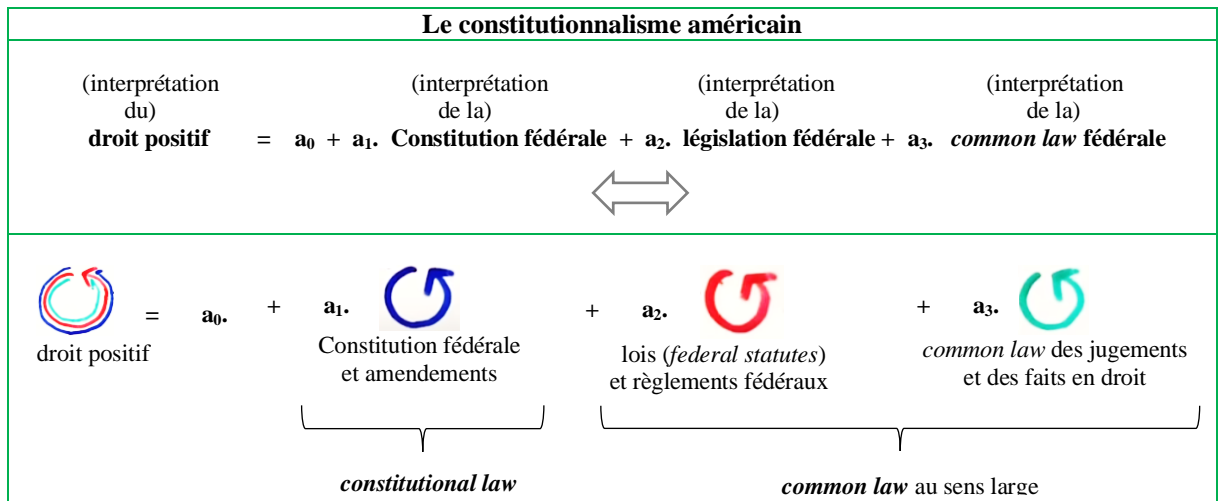 Le constitutionnalisme américain
(interprétation (interprétation (interprétation (interprétation
du) de la) de la) de la)
droit positif = a₀ + a₁. Constitution fédérale + a₂. législation fédérale + a₃. common law fédérale
= a₀. + a₁. + a₂. + a₃.
droit positif
Constitution fédérale
et amendements
lois (federal statutes)
et règlements fédéraux
common law des jugements
et des faits en droit
constitutional law
common law au sens large